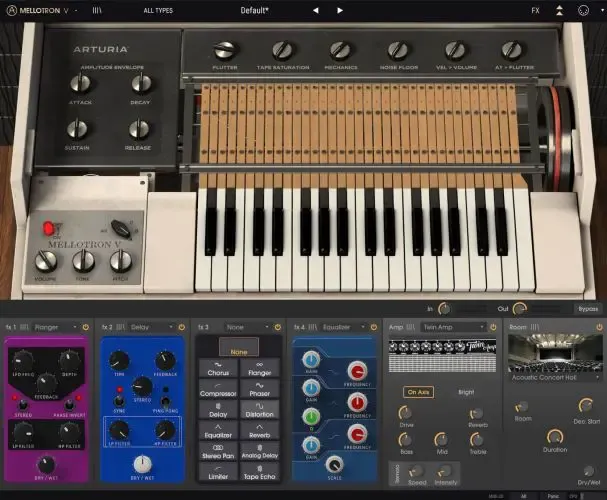 MELLOTRON V
ALL TYPES
Default*
FX
ARTURIA
AMPLITUDE ENVELOPE
ATTACK
DECAY
SUSTAIN
RELEASE
FLUTTER
TAPE SATURATION
MECHANICS
NOISE FLOOR
VEL > VOLUME
AT > FLUTTER
MELLOTRON V
VOLUME
TONE
PITCH
In
Out
Bypass
fx 1
Flanger
LFO FREQ
DEPTH
FEEDBACK
STEREO
PHASE INVERT
LP FILTER
HP FILTER
DRY / WET
fx 2
Delay
TIME
FEEDBACK
STEREO
SYNC
PING-PONG
LP FILTER
HP FILTER
DRY / WET
fx 3
None
None
Chorus
Flanger
Compressor
Phaser
Delay
Distortion
Equalizer
Reverb
Stereo Pan
Analog Delay
Limiter
Tape Echo
fx 4
Equalizer
GAIN
FREQUENCY
GAIN
Q
FREQUENCY
GAIN
FREQUENCY
SCALE
Amp
Twin Amp
On Axis
Bright
Drive
Reverb
Bass
Mid
Treble
Tremolo
Speed
Intensity
Room
Acoustic Concert Hall
Room
Dec. Start
Duration
Dry/Wet
All
Panic